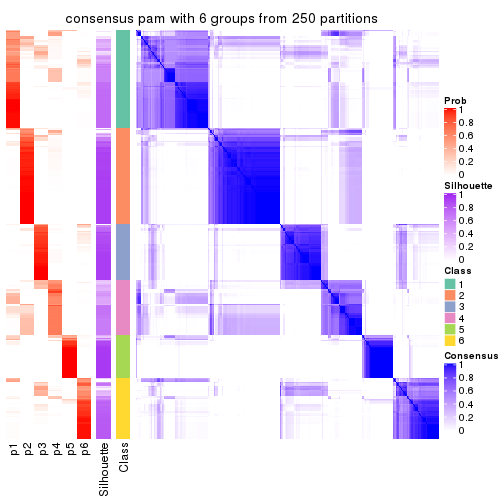 consensus pam with 6 groups from 250 partitions
Prob
1
0.8
0.6
0.4
0.2
0
Silhouette
1
0.8
0.6
0.4
0.2
0
Class
1
2
3
4
5
6
Consensus
1
0.8
0.6
0.4
0.2
0
p1
p2
p3
p4
p5
p6
Silhouette
Class